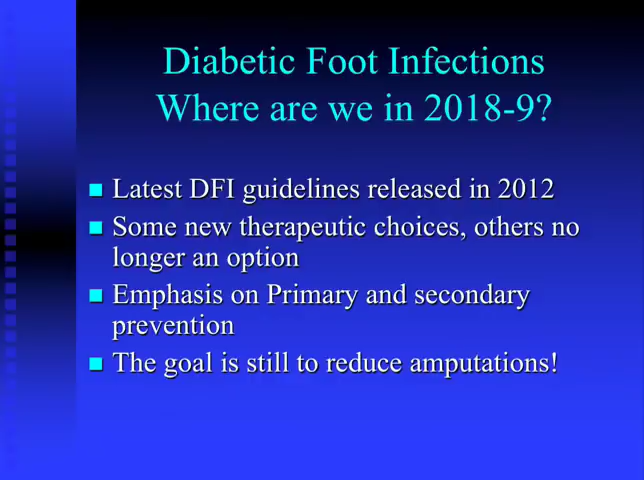 Diabetic Foot Infections
Where are we in 2018-9?
Latest DFI guidelines released in 2012
Some new therapeutic choices, others no
longer an option
Emphasis on Primary and secondary
prevention
The goal is still to reduce amputations!